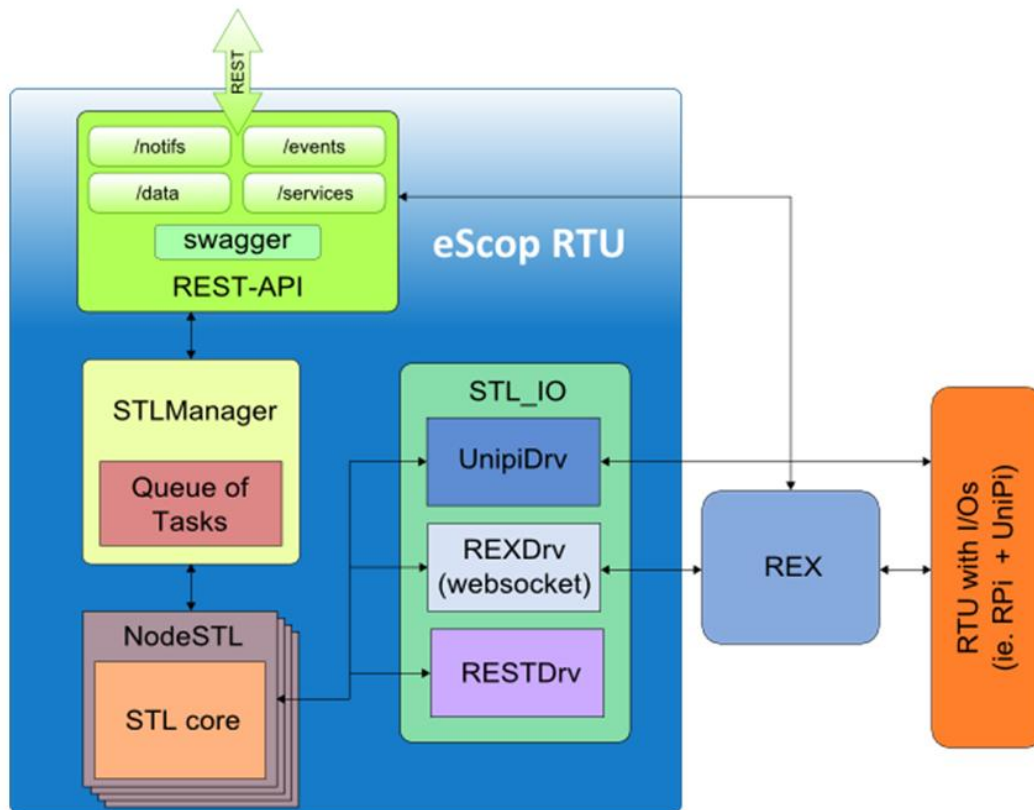 REST
/notifs
/events
/data
/services
swagger
REST-API
eScop RTU
STLManager
Queue of
Tasks
NodeSTL
STL core
STL_IO
UnipiDrv
REXDrv
(websocket)
RESTDrv
REX
RTU with I/Os
(ie. RPi + UniPi)